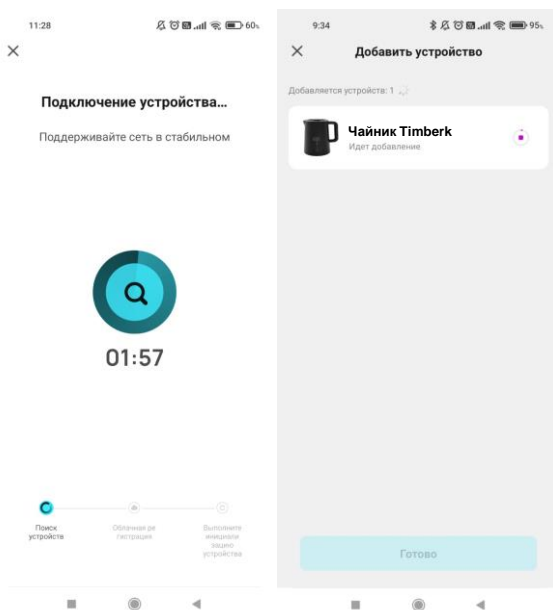 11:28
60%
Подключение устройства…
Поддерживайте сеть в стабильном
01:57
Поиск
устройств
Облачная ре
гистрация
Выполните
инициали
зацию
устройства
9:34
95%
Добавить устройство
Добавляется устройств: 1
Чайник Timberk
Идет добавление
Готово